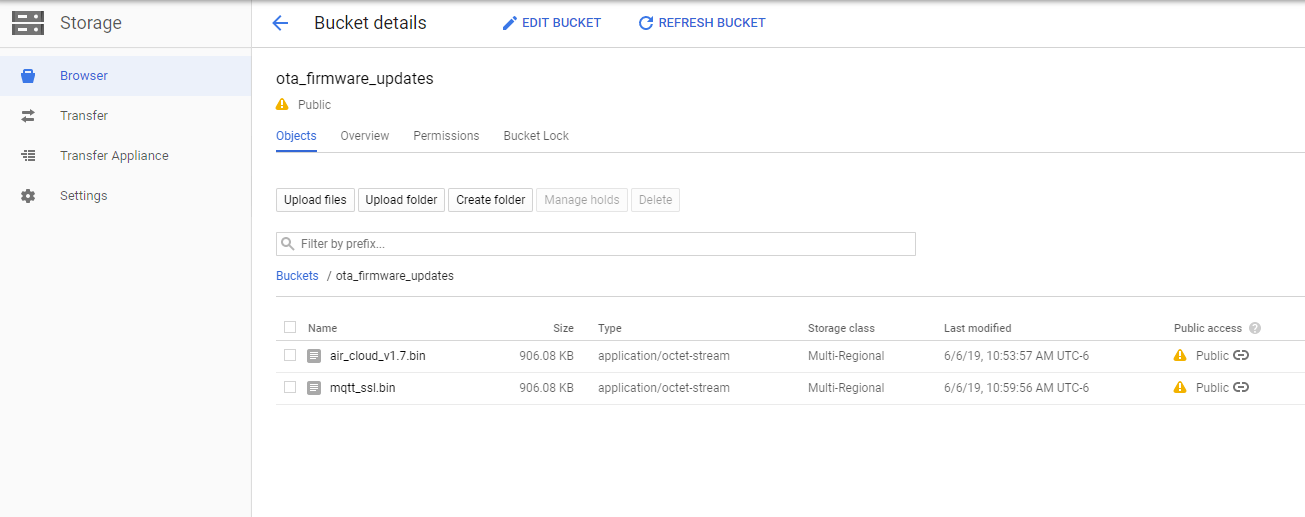 Storage
Bucket details
EDIT BUCKET
REFRESH BUCKET
Browser
Transfer
Transfer Appliance
Settings
ota_firmware_updates
Public
Objects Overview Permissions Bucket Lock
Upload files Upload folder Create folder Manage holds Delete
Filter by prefix...
Buckets / ota_firmware_updates
Name Size Type Storage class Last modified Public access ?
air_cloud_v1.7.bin 906.08 KB application/octet-stream Multi-Regional 6/6/19, 10:53:57 AM UTC-6 Public
mqtt_ssl.bin 906.08 KB application/octet-stream Multi-Regional 6/6/19, 10:59:56 AM UTC-6 Public